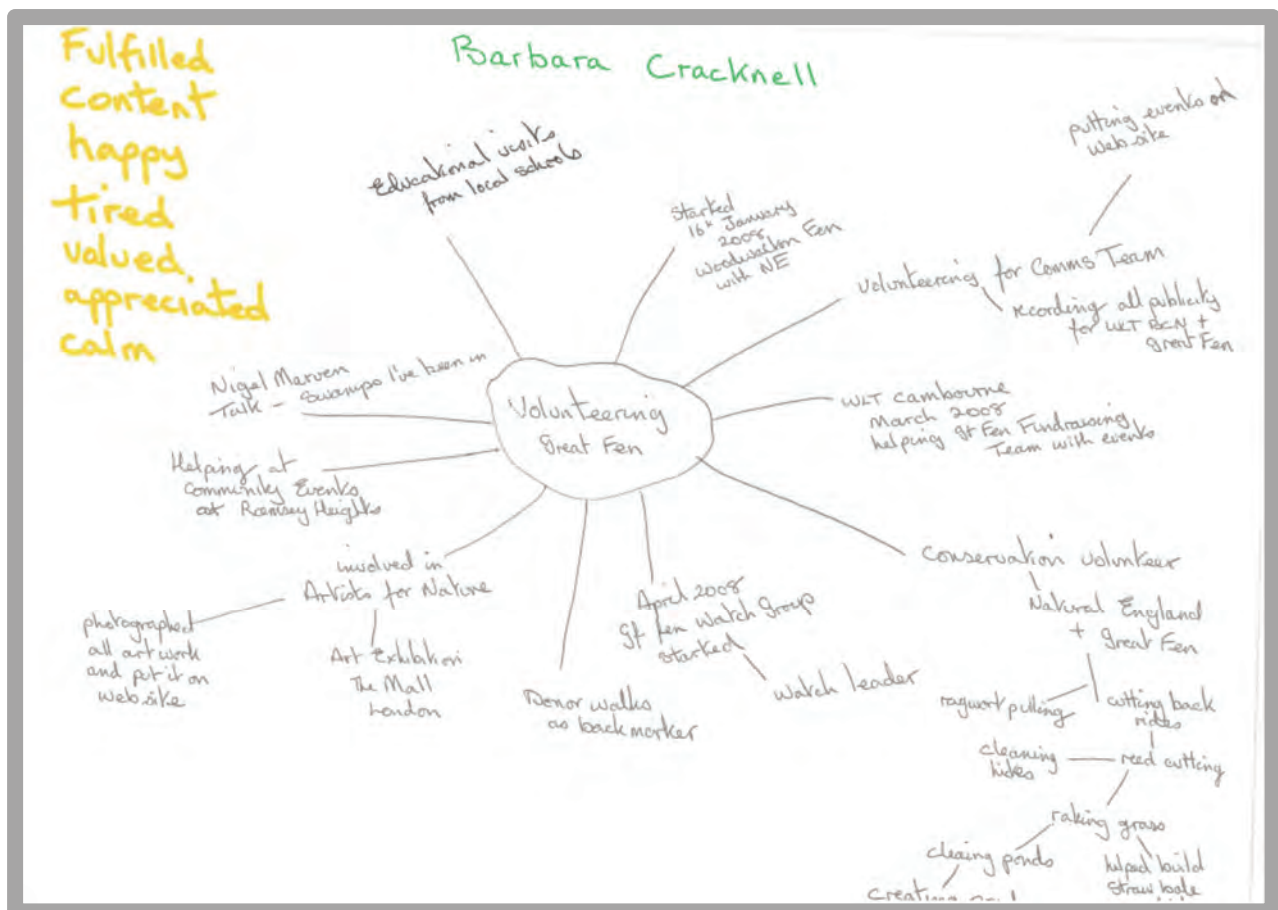 Fulfilled
content
happy
tired
valued.
appreciated
calm
Barbara Cracknell
Educational visits
from local schools
Started
16th January
2008
Woodwalton Fen
with NE
putting events on
website
Volunteering for Comms Team
recording all publicity
for WLT BCN +
great Fen
Nigel Marven
Talk - Swamps I've been in
Volunteering
great Fen
WLT Cambourne
March 2008
helping gt Fen Fundraising
Team with events
Helping at
Community Events
at Ramsey Heights
involved in
Artists for Nature
photographed
all art work
and put it on
website
Art Exhibition
The Mall
London
Donor walks
as back marker
April 2008
gt Fen Watch Group
started
Watch leader
Conservation volunteer
Natural England
+ great Fen
ragwort pulling
cutting back
rides
cleaning
hides
reed cutting
raking grass
clearing ponds
helped build
straw bale
creating